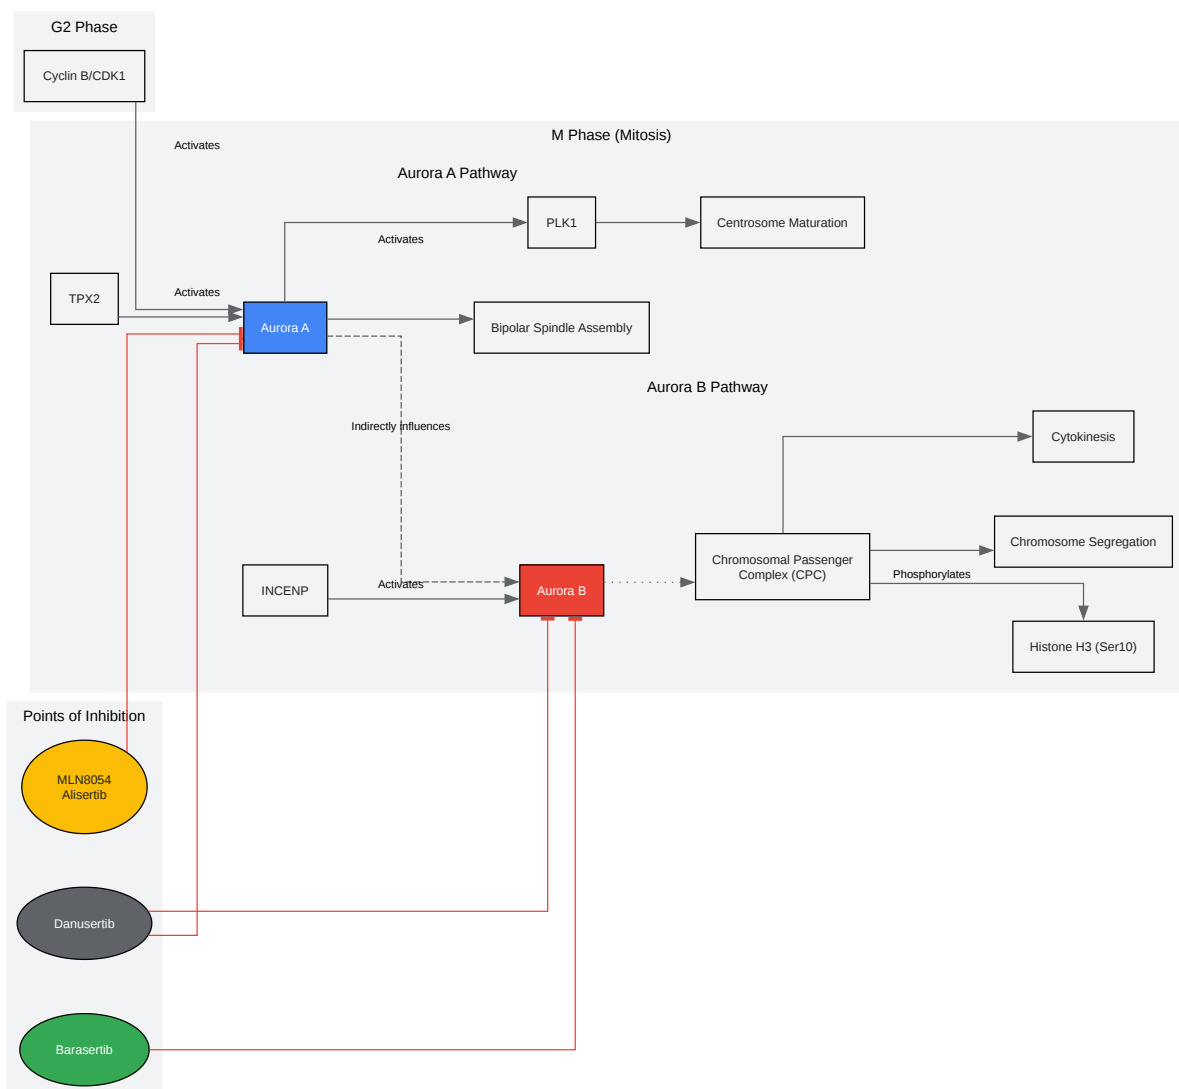 G2 Phase
Cyclin B/CDK1
M Phase (Mitosis)
Activates
Aurora A Pathway
PLK1
Centrosome Maturation
Activates
TPX2
Activates
Aurora A
Bipolar Spindle Assembly
Aurora B Pathway
Indirectly influences
Cytokinesis
Chromosome Segregation
Chromosomal Passenger
Complex (CPC)
Phosphorylates
INCENP
Activates
Aurora B
Histone H3 (Ser10)
Points of Inhibition
MLN8054
Alisertib
Danusertib
Barasertib